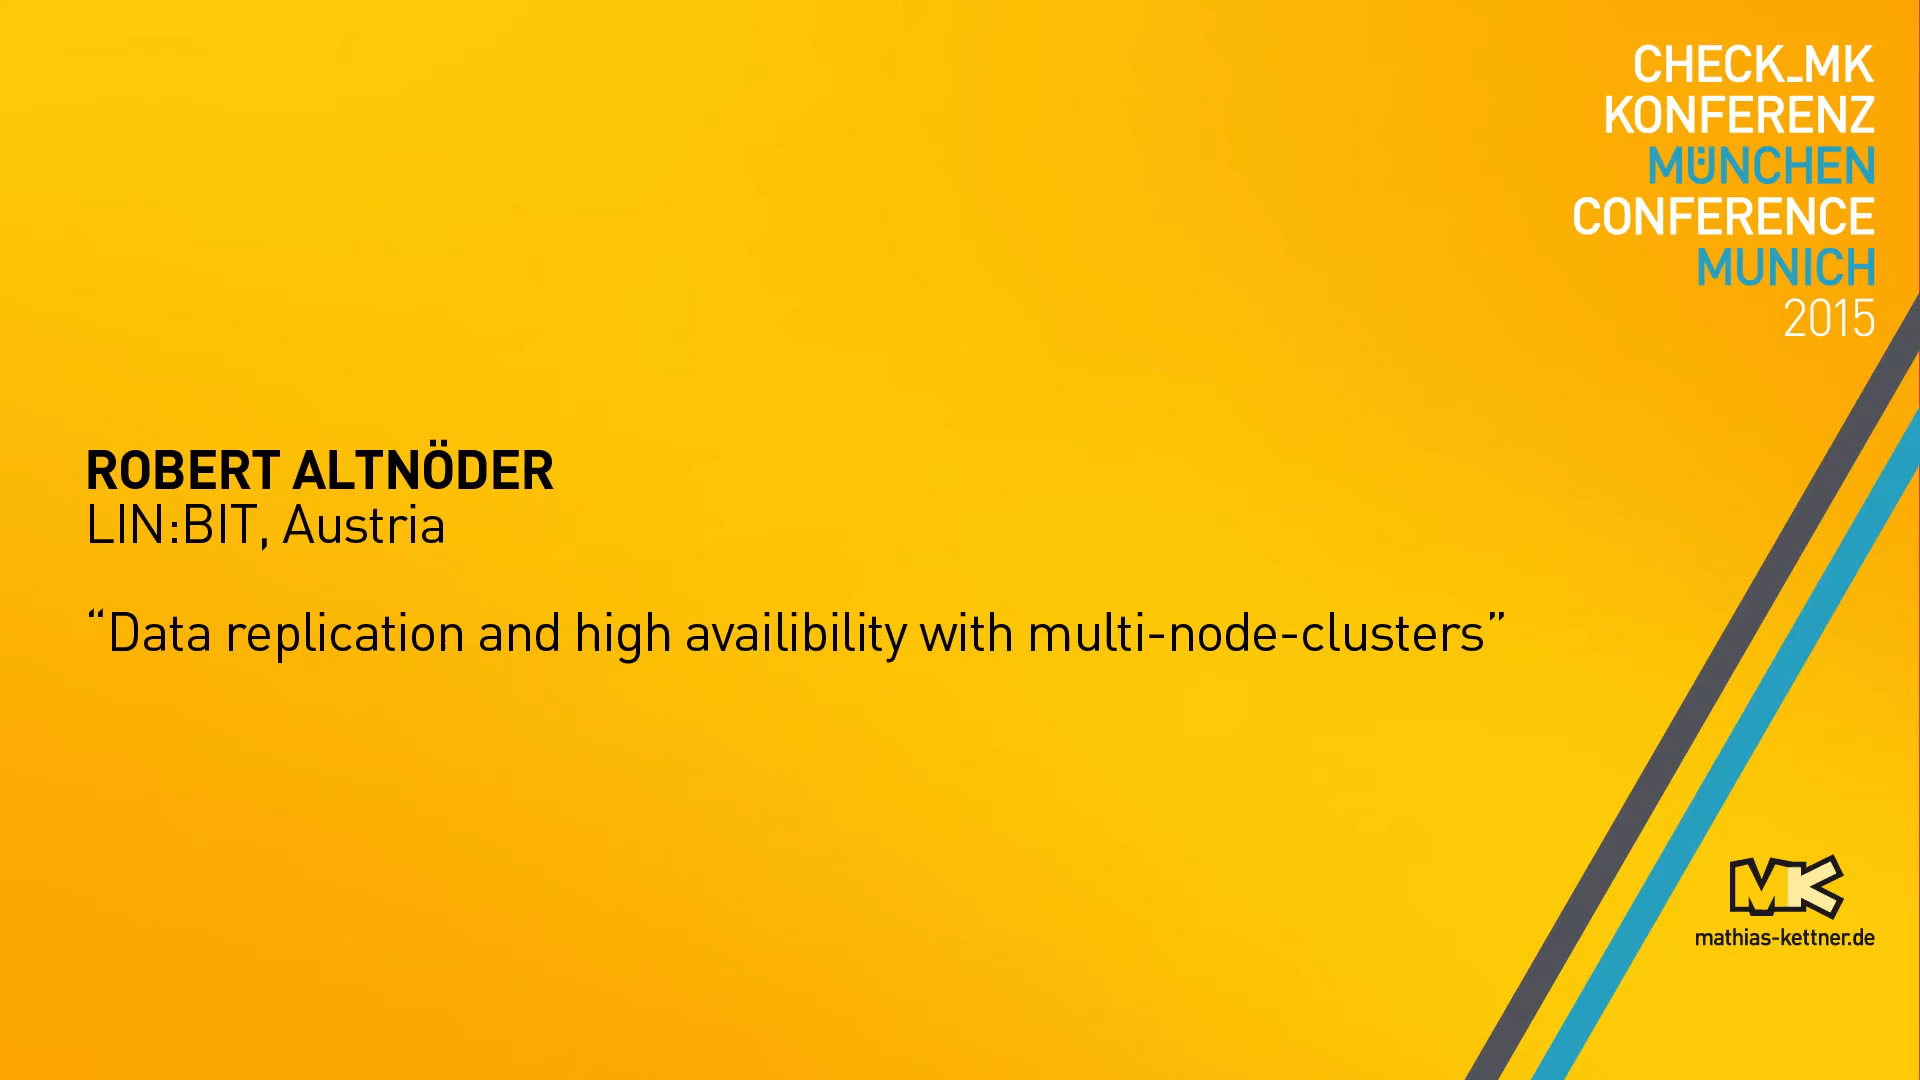 CHECK_MK
KONFERENZ
MÜNCHEN
CONFERENCE
MUNICH
2015
ROBERT ALTNÖDER
LIN:BIT, Austria
“Data replication and high availibility with multi-node-clusters”
MK
mathias-kettner.de